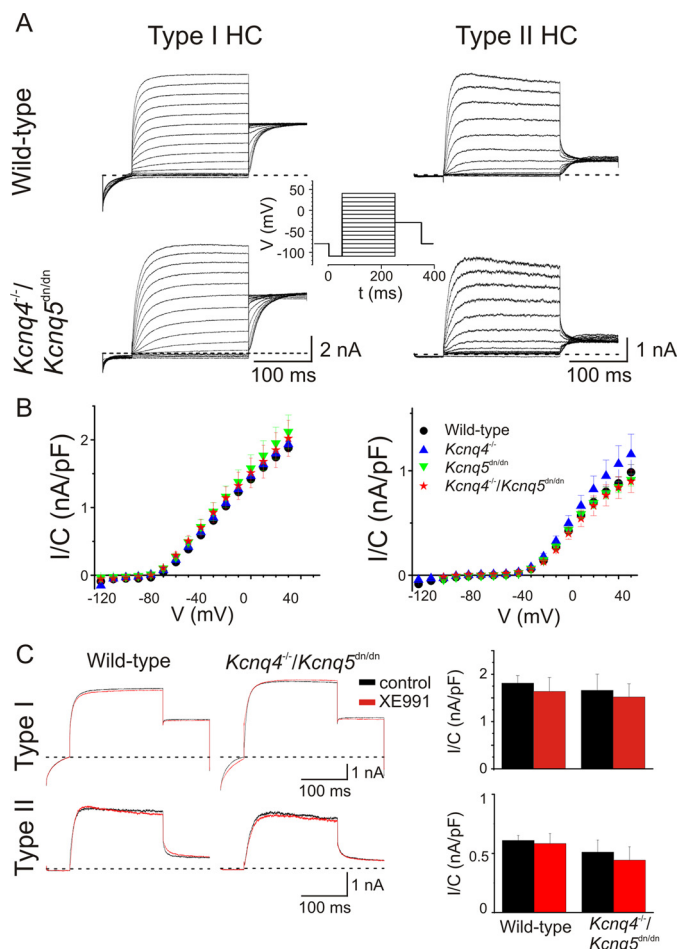 A
Type I HC
Type II HC
Wild-type
Kcnq4-/-/
Kcnq5dn/dn
V (mV)
50
0
-50
-100
0
200
400
t (ms)
2 nA
100 ms
1 nA
100 ms
B
I/C (nA/pF)
2
1
0
-120
-80
-40
0
40
V (mV)
I/C (nA/pF)
1
0
-120
-80
-40
0
40
V (mV)
Wild-type
Kcnq4-/-
Kcnq5dn/dn
Kcnq4-/-/Kcnq5dn/dn
C
Wild-type
Kcnq4-/-/Kcnq5dn/dn
control
XE991
Type I
1 nA
100 ms
Type II
1 nA
100 ms
I/C (nA/pF)
2
2
1
0
I/C (nA/pF)
1
0.5
0
Wild-type
Kcnq4-/-/
Kcnq5dn/dn